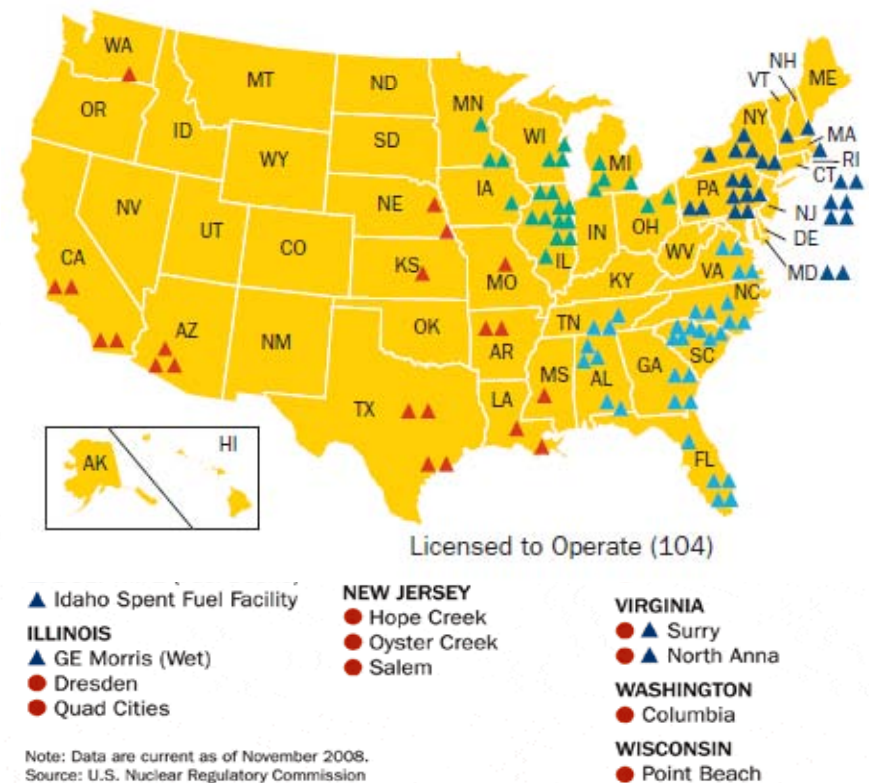 WA
MT
ND
MN
OR
ID
SD
WI
MI
NY
VT
NH
ME
MA
RI
CT
WY
IA
NE
PA
NJ
NV
UT
CO
IL
IN
OH
WV
DE
CA
KS
MO
KY
VA
MD
NC
AZ
NM
OK
AR
TN
SC
TX
LA
MS
AL
GA
FL
AK
HI
Licensed to Operate (104)
Idaho Spent Fuel Facility
ILLINOIS
GE Morris (Wet)
Dresden
Quad Cities
NEW JERSEY
Hope Creek
Oyster Creek
Salem
VIRGINIA
Surry
North Anna
WASHINGTON
Columbia
WISCONSIN
Point Beach
Note: Data are current as of November 2008.
Source: U.S. Nuclear Regulatory Commission